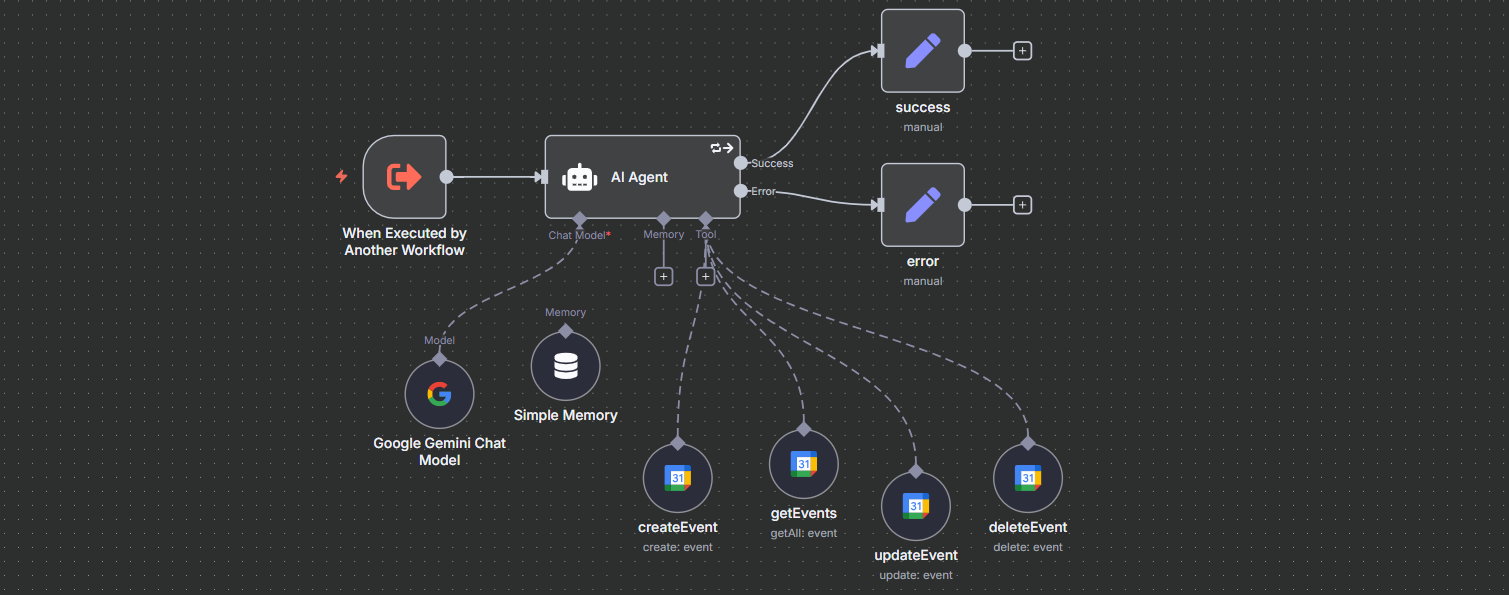 success
manual
Success
AI Agent
Error
When Executed by
Another Workflow
Chat Model*
Memory
Tool
+
+
+
+
error
manual
Memory
Model
Simple Memory
Google Gemini Chat
Model
31
createEvent
create: event
31
getEvents
getAll: event
31
updateEvent
update: event
31
deleteEvent
delete: event